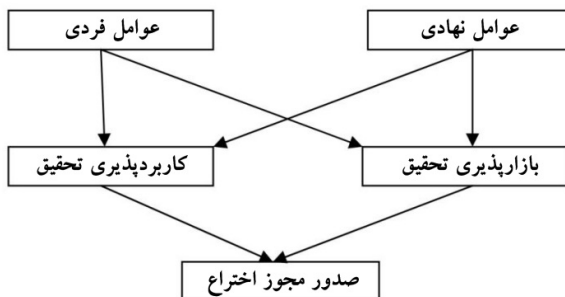 عوامل نهادی
عوامل فردی
بازارپذیری تحقیق
کاربردپذیری تحقیق
صدور مجوز اختراع